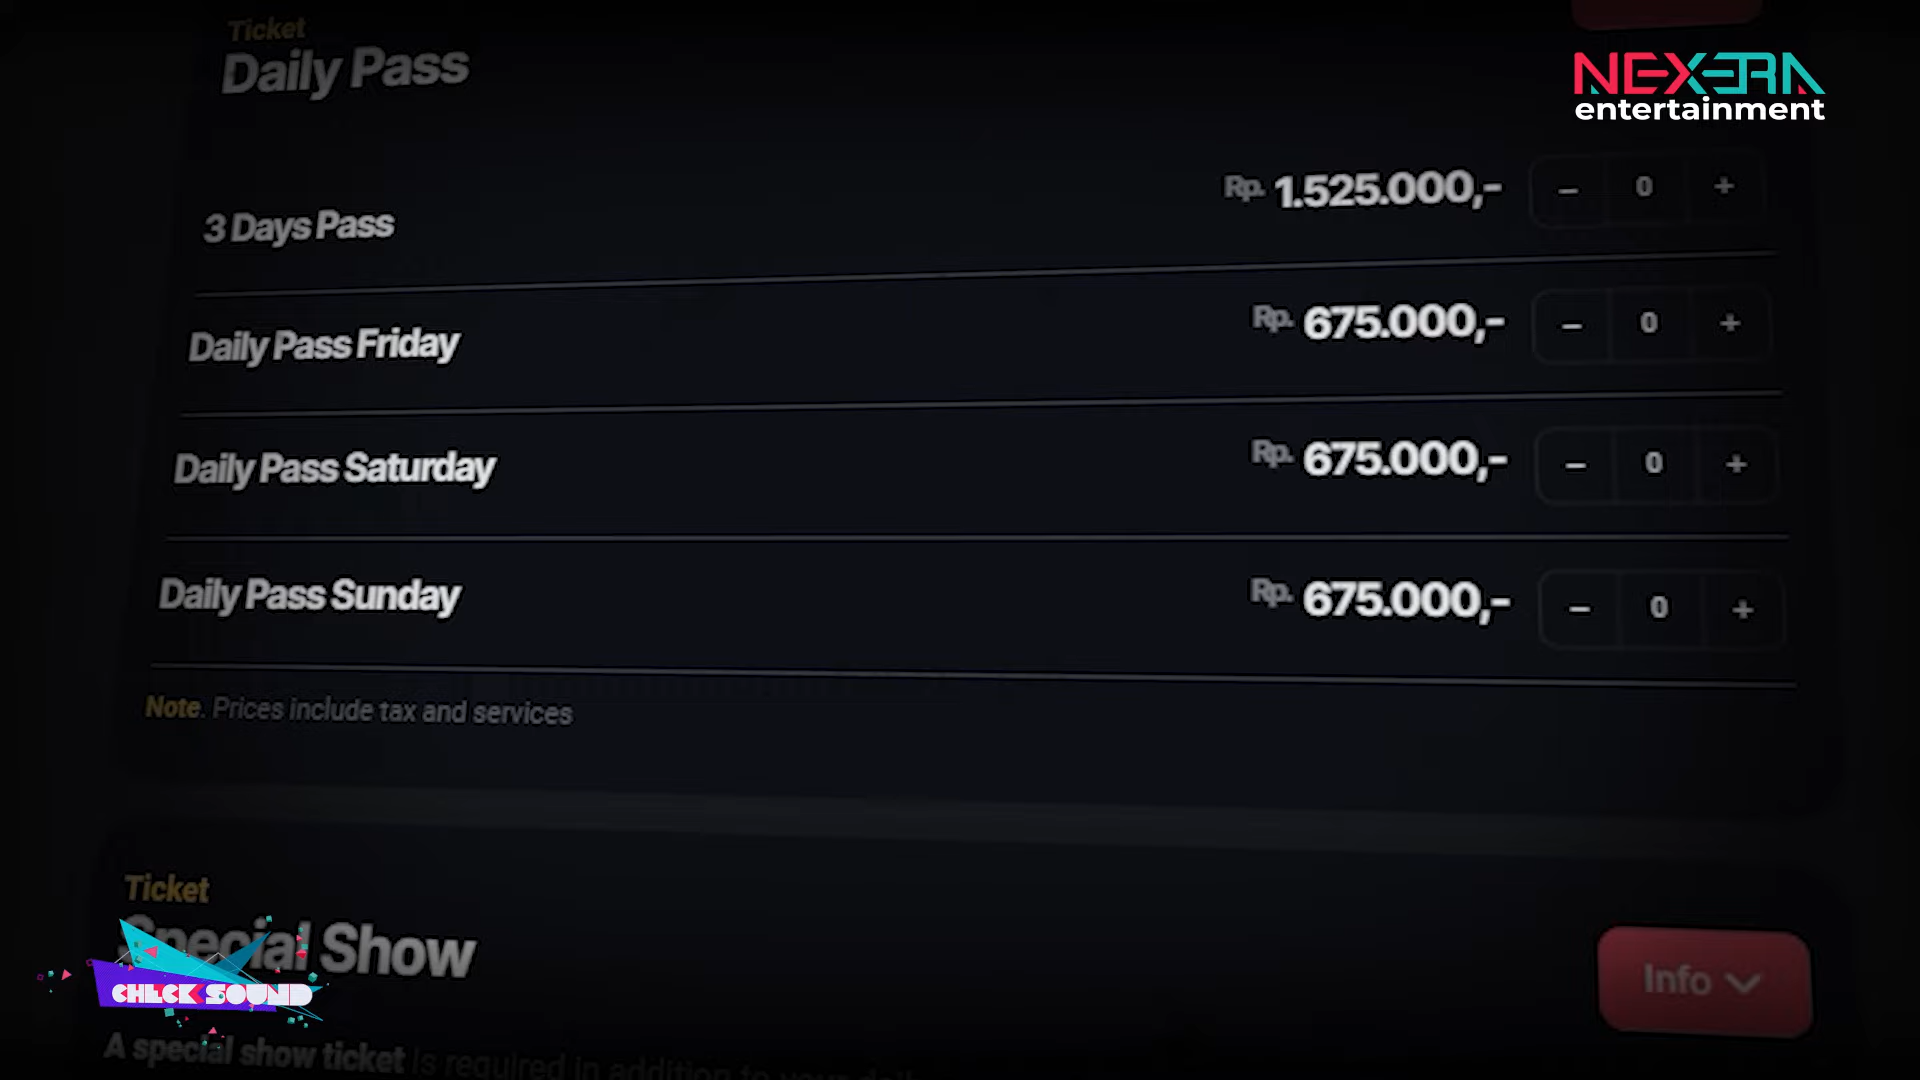 Ticket
Daily Pass
NEXERA
entertainment
3 Days Pass Rp. 1.525.000,- – 0 +
Daily Pass Friday Rp. 675.000,- – 0 +
Daily Pass Saturday Rp. 675.000,- – 0 +
Daily Pass Sunday Rp. 675.000,- – 0 +
Note. Prices include tax and services
Ticket
Special Show
Info
CHECK SOUND
A special show ticket is required in addition to your